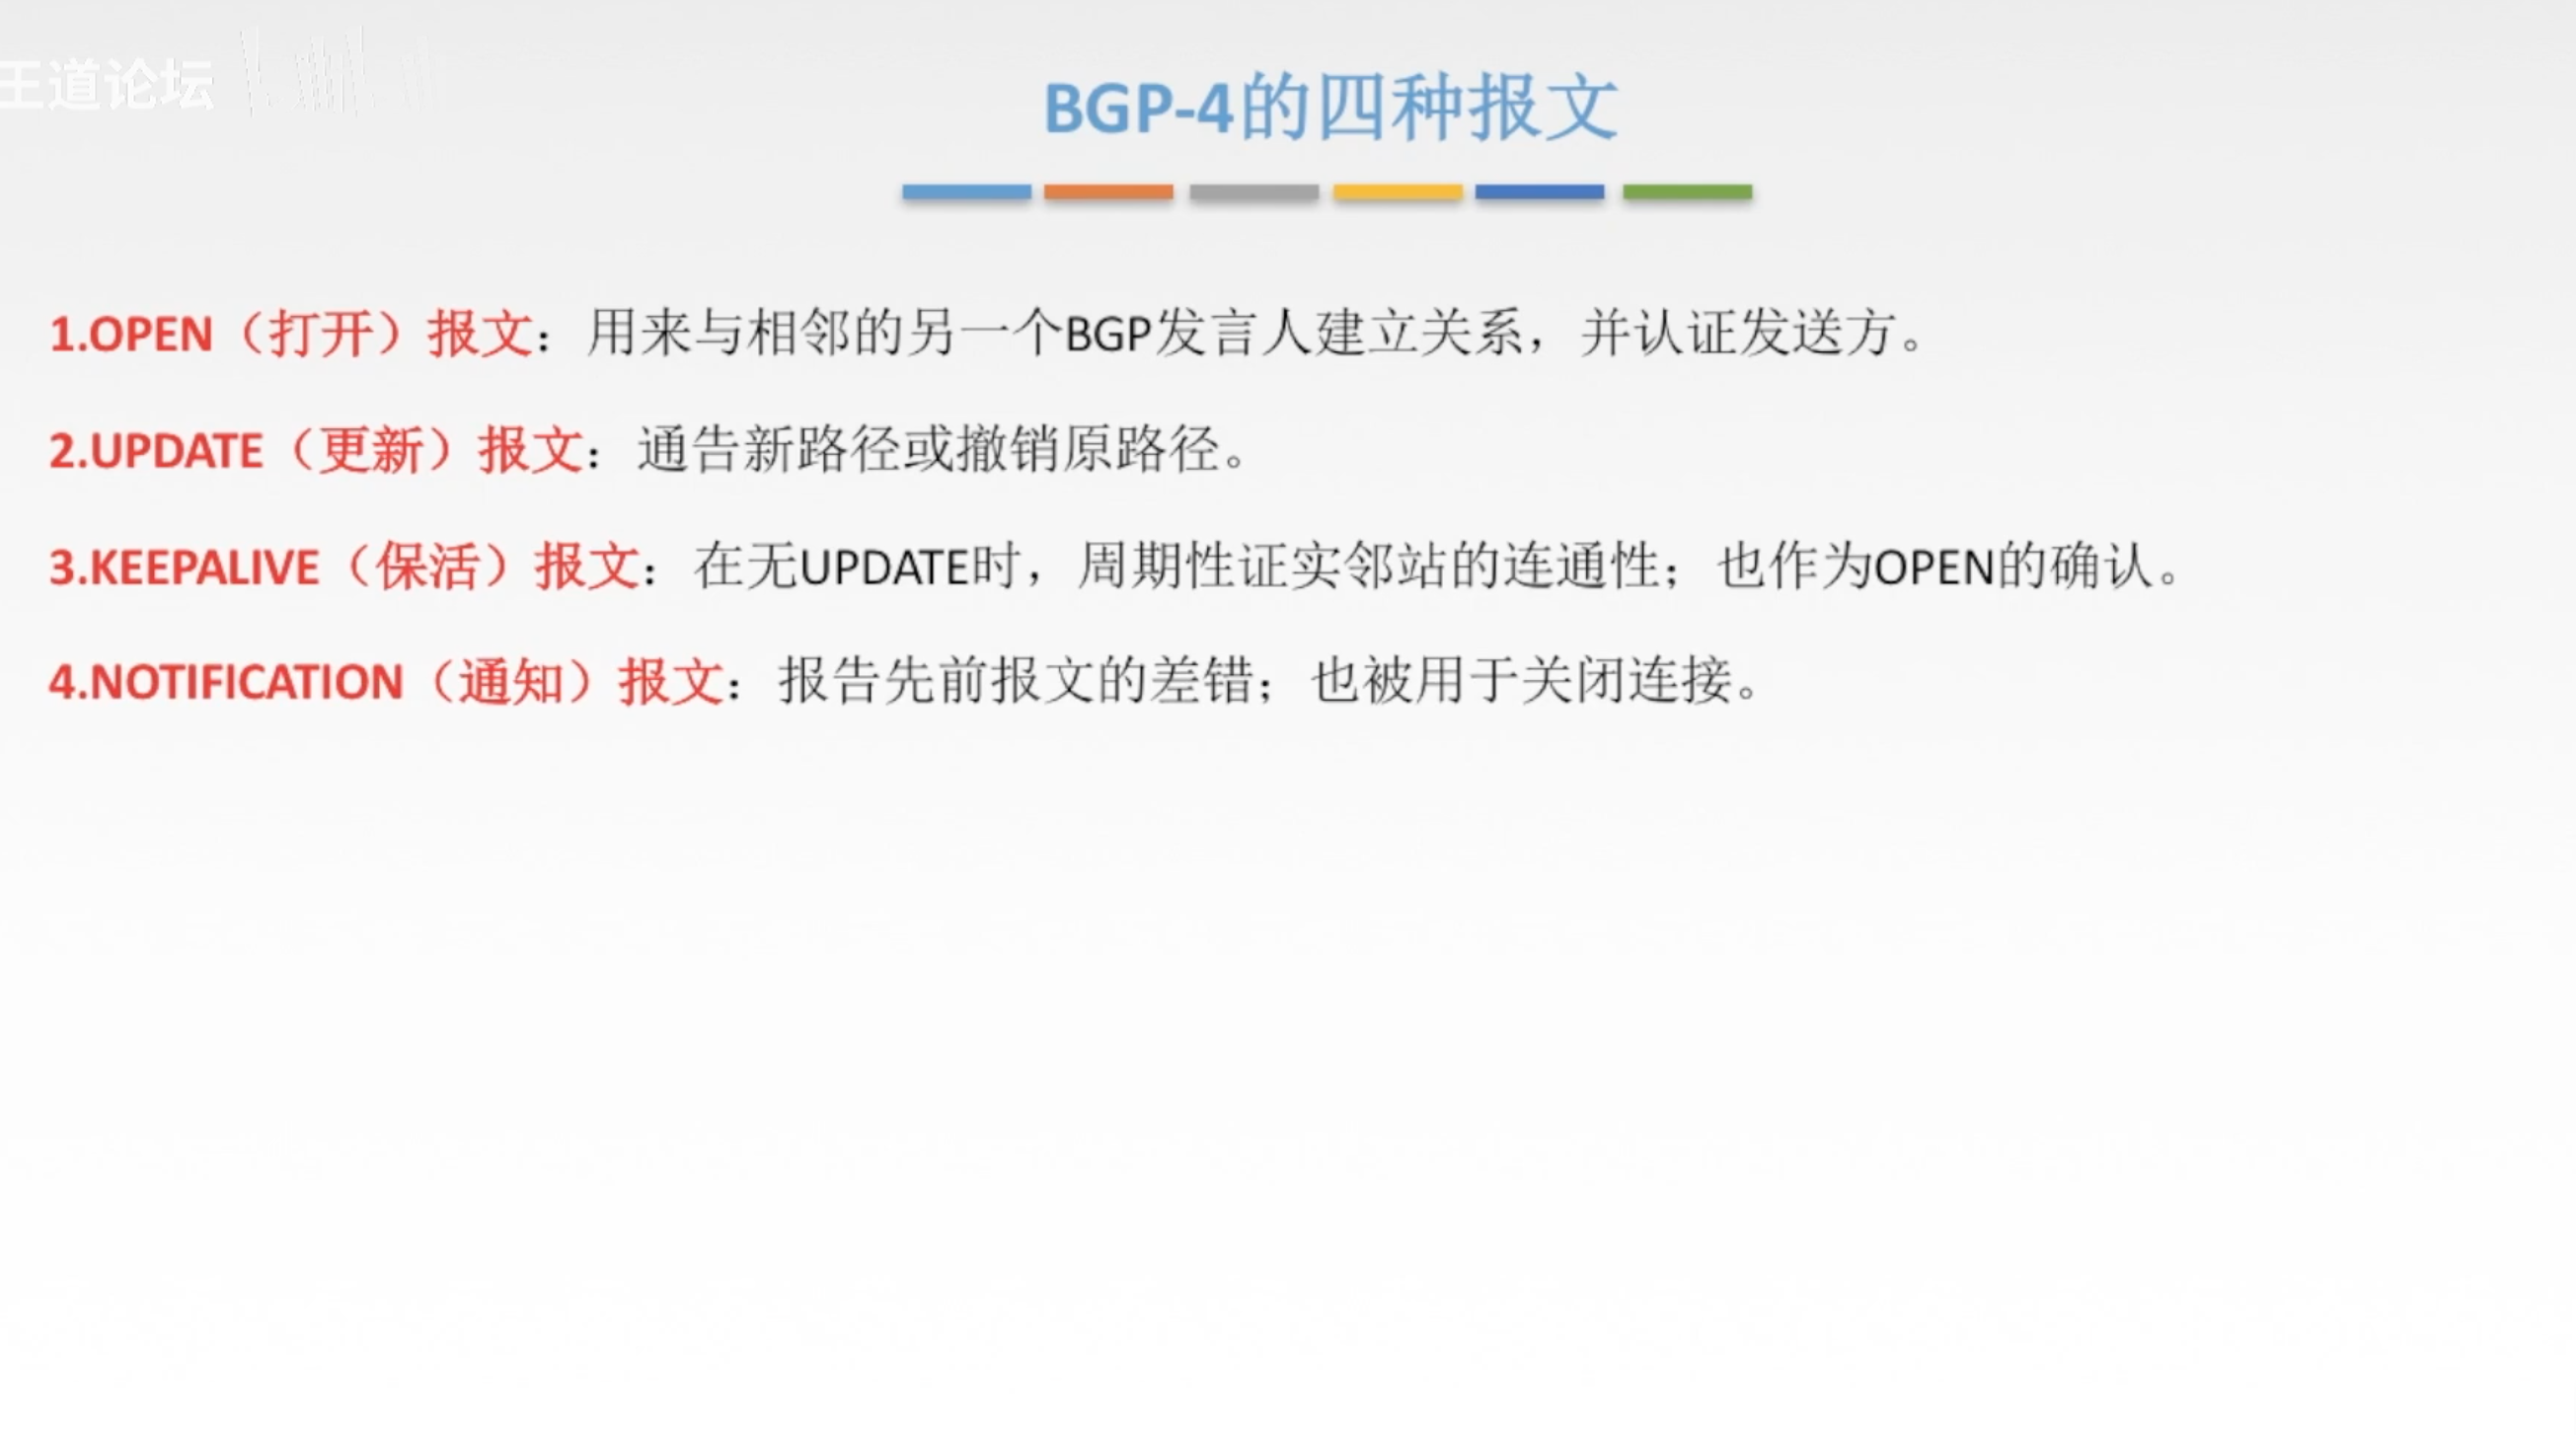 王道论坛
BGP-4的四种报文
1.OPEN（打开）报文：用来与相邻的另一个BGP发言人建立关系，并认证发送方。
2.UPDATE（更新）报文：通告新路径或撤销原路径。
3.KEEPALIVE（保活）报文：在无UPDATE时，周期性证实邻站的连通性；也作为OPEN的确认。
4.NOTIFICATION（通知）报文：报告先前报文的差错；也被用于关闭连接。